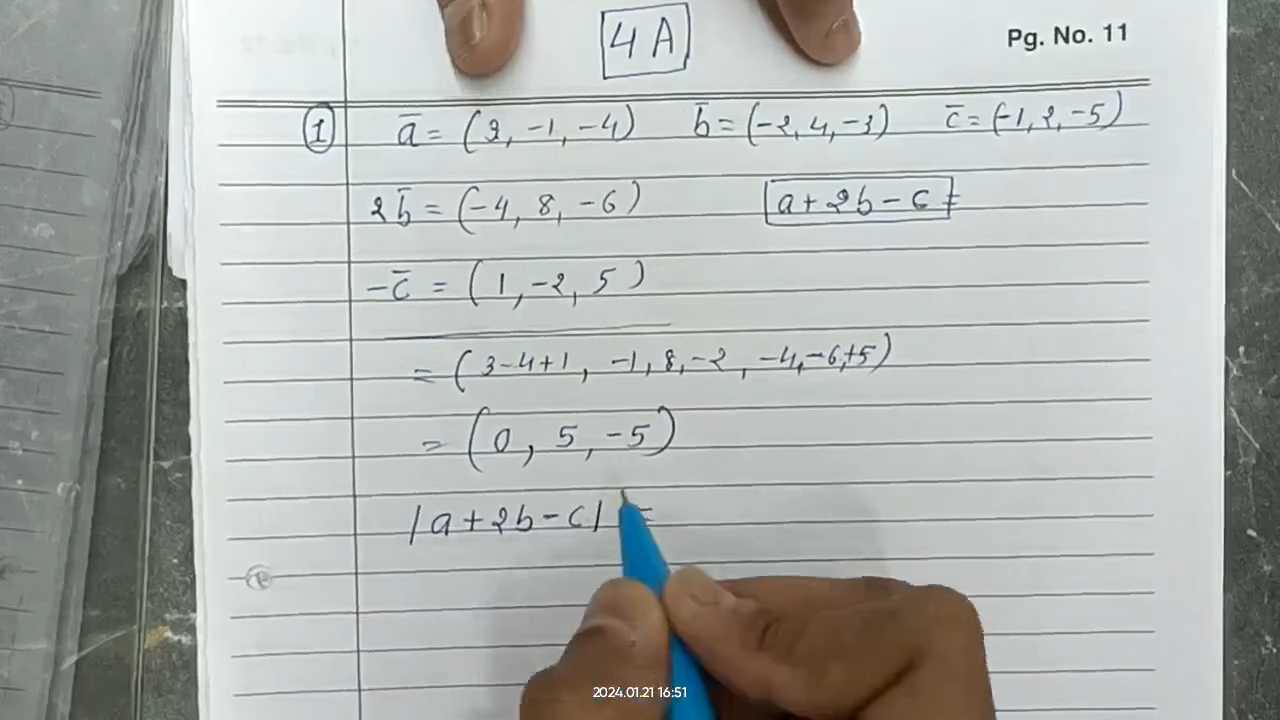 4 A
Pg. No. 11
① a̅ = (3, -1, -4) b̅ = (-2, 4, -3) c̅ = (-1, 2, -5)
2b̅ = (-4, 8, -6) a + 2b - c =
-c̅ = (1, -2, 5)
= (3-4+1, -1, 8, -2, -4, -6+5)
= (0, 5, -5)
|a + 2b - c| =
2024.01.21 16:51